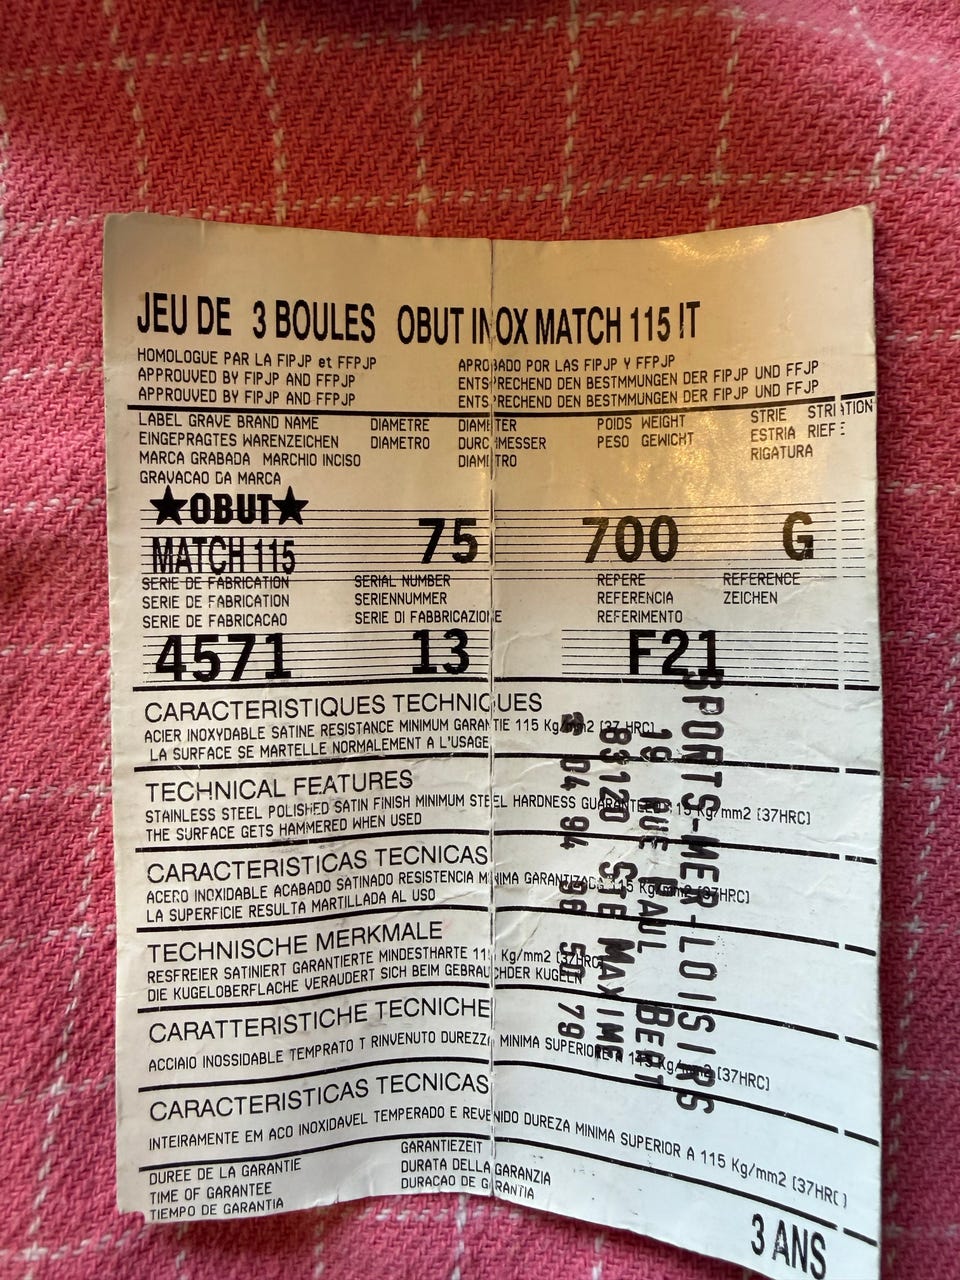 JEU DE 3 BOULES OBUT INOX MATCH 115 IT
HOMOLOGUE PAR LA FIPJP et FFPJP
APPROUVED BY FIPJP AND FFPJP
APPROUVED BY FIPJP AND FFPJP
APROBADO POR LAS FIPJP Y FFPJP
ENTSPRECHEND DEN BESTMMUNGEN DER FIPJP UND FFJP
ENTSPRECHEND DEN BESTMMUNGEN DER FIPJP UND FFJP
LABEL GRAVE BRAND NAME
EINGEPRAGTES WARENZEICHEN
MARCA GRABADA MARCHIO INCISO
GRAVACAO DA MARCA
DIAMETRE DIAMETER
DIAMETRO DURCHMESSER
DIAMETRO
POIDS WEIGHT
PESO GEWICHT
STRIE STRIATION
ESTRIA RIEFE
RIGATURA
★OBUT★
MATCH 115 75 700 G
SERIE DE FABRICATION SERIAL NUMBER
SERIE DE FABRICATION SERIENNUMMER
SERIE DE FABRICACAO SERIE DI FABBRICAZIONE
REFERE REFERENCE
REFERENCIA ZEICHEN
REFERIMENTO
4571 13 F21
CARACTERISTIQUES TECHNIQUES
ACIER INOXYDABLE SATINE RESISTANCE MINIMUM GARANTIE 115 Kg/mm2 (37 HRC)
LA SURFACE SE MARTELLE NORMALEMENT A L'USAGE
TECHNICAL FEATURES
STAINLESS STEEL POLISHED SATIN FINISH MINIMUM STEEL HARDNESS GUARANTEED 115 Kg/mm2 (37HRC)
THE SURFACE GETS HAMMERED WHEN USED
CARACTERISTICAS TECNICAS
ACERO INOXIDABLE ACABADO SATINADO RESISTENCIA MINIMA GARANTIZADA 115 Kg/mm2 (37HRC)
LA SUPERFICIE RESULTA MARTILLADA AL USO
TECHNISCHE MERKMALE
RESFREIER SATINIERT GARANTIERTE MINDESTHARTE 115 Kg/mm2 (37HRC)
DIE KUGELOBERFLACHE VERAUDERT SICH BEIM GEBRAUCHDER KUGELN
CARATTERISTICHE TECNICHE
ACCIAIO INOSSIDABLE TEMPRATO T RINVENUTO DUREZZA MINIMA SUPERIORE A 115 Kg/mm2 (37HRC)
CARACTERISTICAS TECNICAS
INTEIRAMENTE EM ACO INOXIDAVEL TEMPERADO E REVENIDO DUREZA MINIMA SUPERIOR A 115 Kg/mm2 (37HRC)
DUREE DE LA GARANTIE GARANTIEZEIT
TIME OF GARANTEE DURATA DELLA GARANZIA
TIEMPO DE GARANTIA DURACAO DE GARANTIA
3 ANS
SPORTS-MER-LOISIRS
19 RUE PAUL BERT
83120 STE MAXIME
04 94 96 50 79